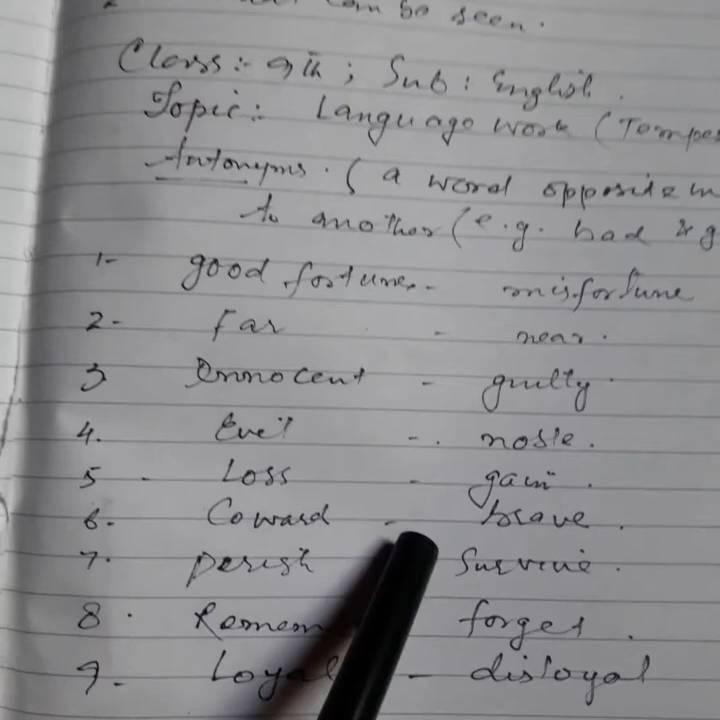 can be seen.
Class :- 9th ; Sub : English.
Topic :- Language work (Tempes
Antonyms. ( a word opposite in
to another (e.g. bad x g
1- good fortune. - misfortune
2- Far - near.
3 Innocent - guilty.
4. Evil - noble.
5 - Loss - gain.
6. Coward - brave.
7. perish Survive.
8. Remem forget.
9. Loyal - disloyal